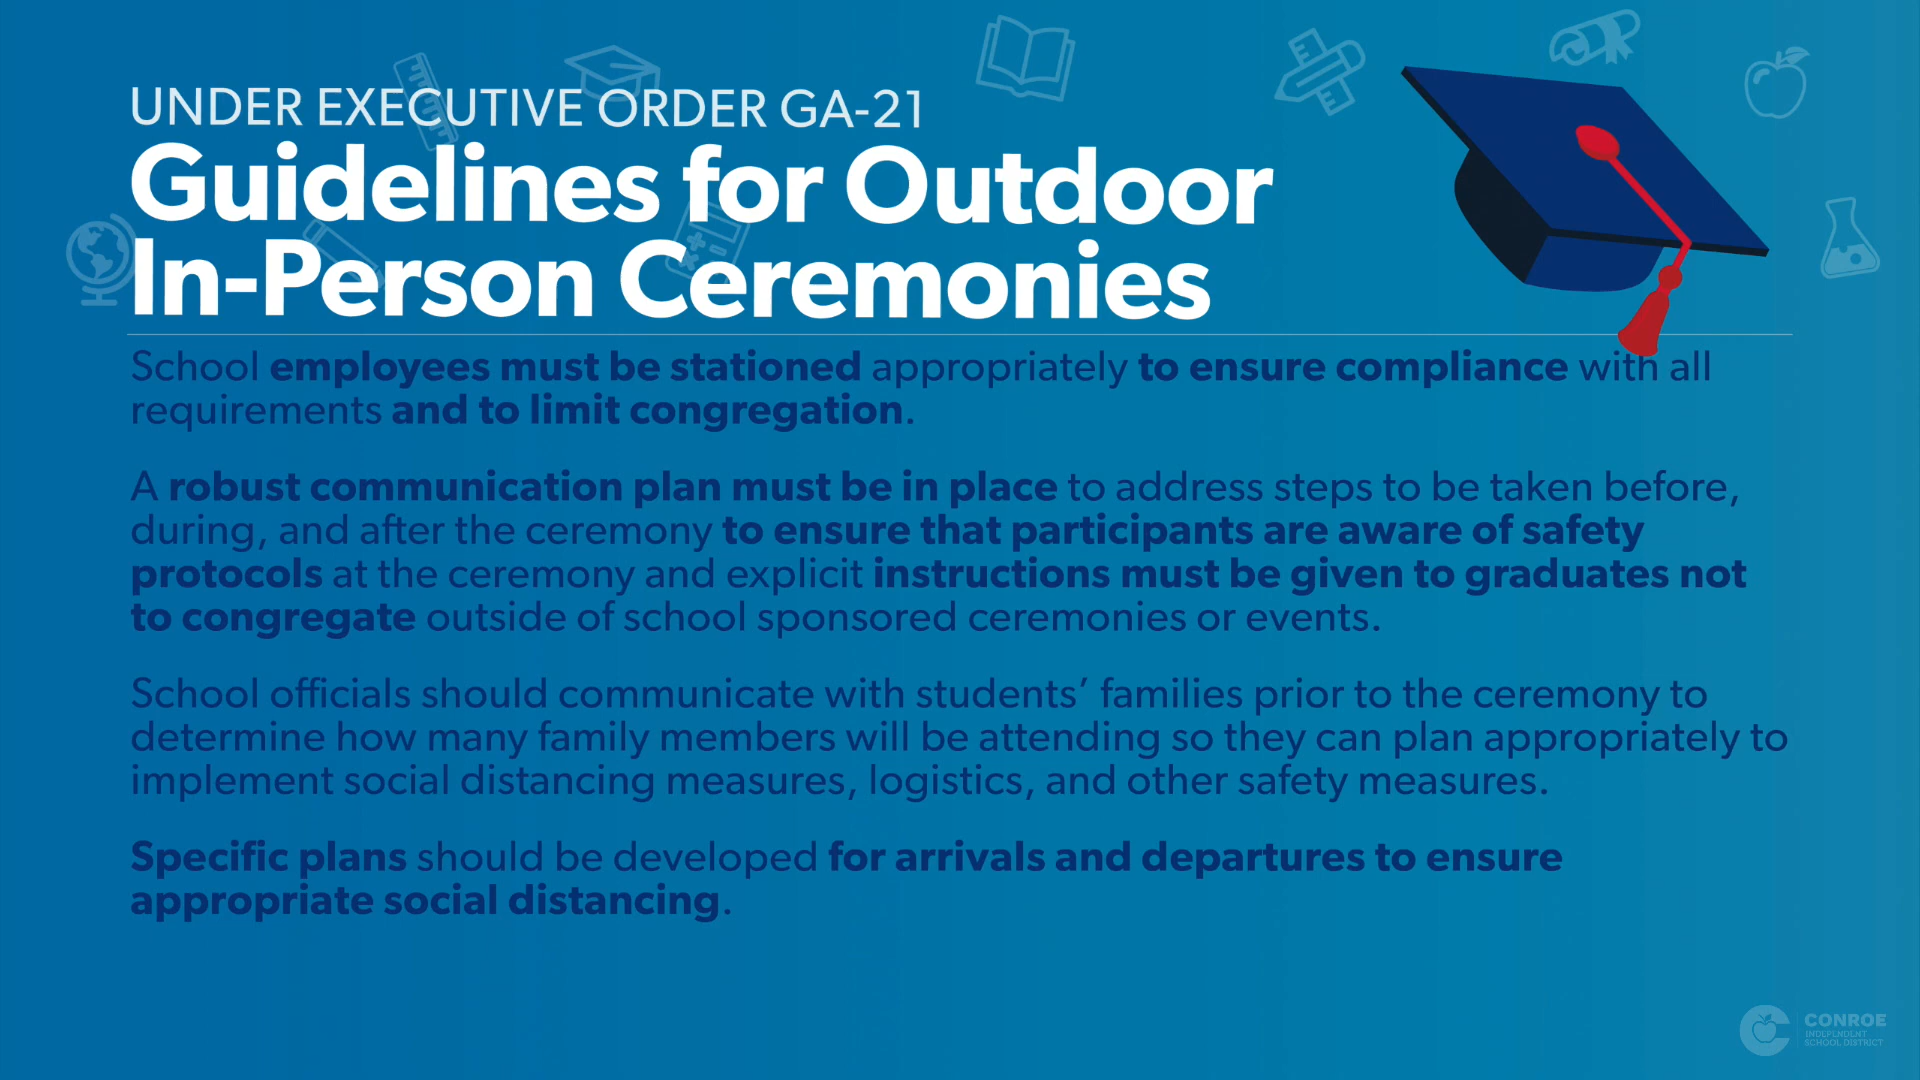 UNDER EXECUTIVE ORDER GA-21
Guidelines for Outdoor
In-Person Ceremonies
School employees must be stationed appropriately to ensure compliance with all
requirements and to limit congregation.
A robust communication plan must be in place to address steps to be taken before,
during, and after the ceremony to ensure that participants are aware of safety
protocols at the ceremony and explicit instructions must be given to graduates not
to congregate outside of school sponsored ceremonies or events.
School officials should communicate with students’ families prior to the ceremony to
determine how many family members will be attending so they can plan appropriately to
implement social distancing measures, logistics, and other safety measures.
Specific plans should be developed for arrivals and departures to ensure
appropriate social distancing.
CONROE
INDEPENDENT
SCHOOL DISTRICT